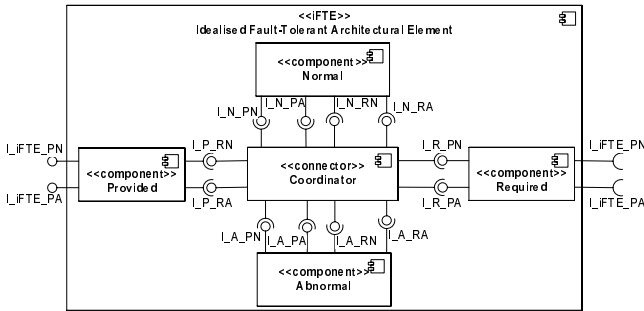 <<iFTE>>
Idealised Fault-Tolerant Architectural Element
<<component>>
Normal
I_N_PN
I_N_PA
I_N_RN
I_N_RA
I_iFTE_PN
I_P_RN
I_R_PN
I_iFTE_PN
<<component>>
Provided
<<connector>>
Coordinator
<<component>>
Required
I_iFTE_PA
I_P_RA
I_R_PA
I_iFTE_PA
I_A_PN
I_A_PA
I_A_RN
I_A_RA
<<component>>
Abnormal